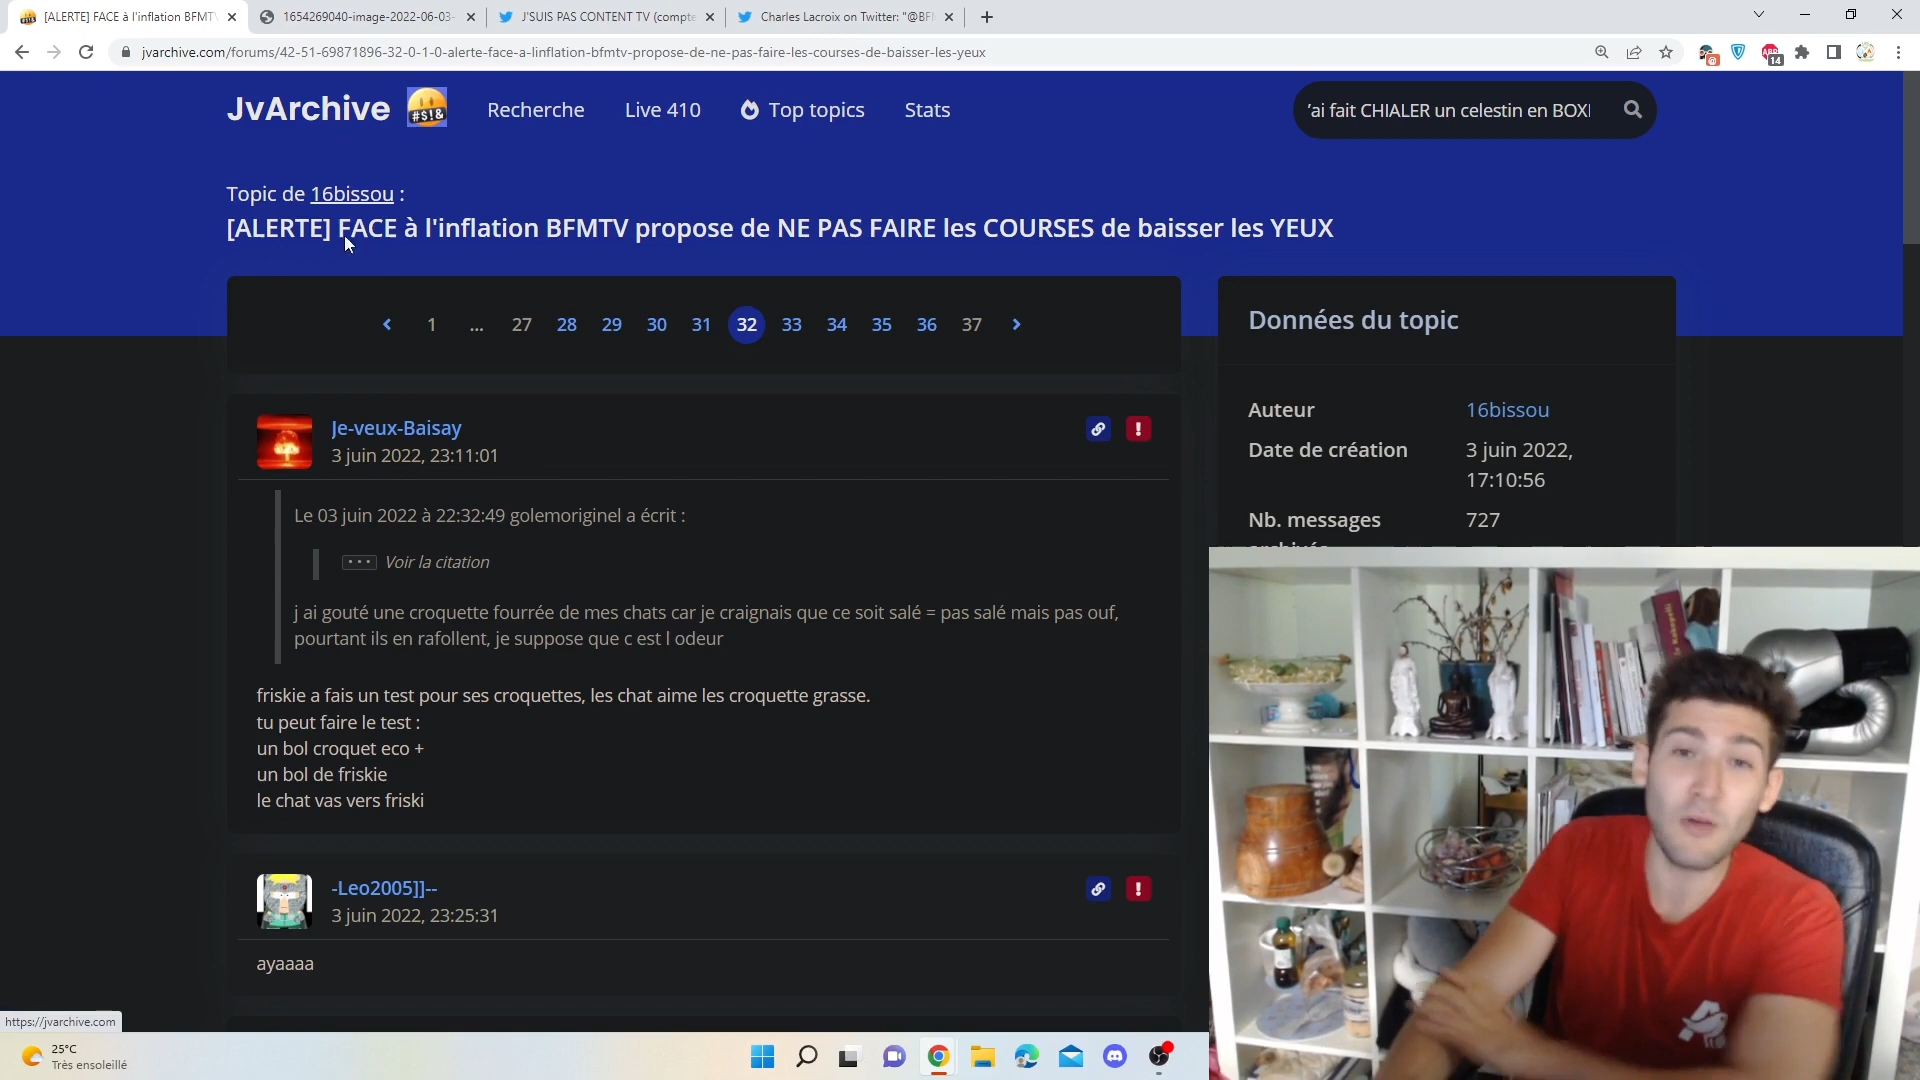 [ALERTE] FACE à l'inflation BFMT
1654269040-image-2022-06-03-
J'SUIS PAS CONTENT TV (compte
Charles Lacroix on Twitter: "@BF
jvarchive.com/forums/42-51-69871896-32-0-1-0-alerte-face-a-linflation-bfmtv-propose-de-ne-pas-faire-les-courses-de-baisser-les-yeux
14
JvArchive
#$!&
Recherche
Live 410
Top topics
Stats
'ai fait CHIALER un celestin en BOX
Topic de 16bissou :
[ALERTE] FACE à l'inflation BFMTV propose de NE PAS FAIRE les COURSES de baisser les YEUX
1 ... 27 28 29 30 31 32 33 34 35 36 37
Données du topic
Auteur 16bissou
Date de création 3 juin 2022, 17:10:56
Nb. messages 727
Je-veux-Baisay
3 juin 2022, 23:11:01
Le 03 juin 2022 à 22:32:49 golemoriginel a écrit :
Voir la citation
j ai gouté une croquette fourrée de mes chats car je craignais que ce soit salé = pas salé mais pas ouf,
pourtant ils en rafollent, je suppose que c est l odeur
friskie a fais un test pour ses croquettes, les chat aime les croquette grasse.
tu peut faire le test :
un bol croquet eco +
un bol de friskie
le chat vas vers friski
-Leo2005]]--
3 juin 2022, 23:25:31
ayaaaa
https://jvarchive.com
25°C
Très ensoleillé